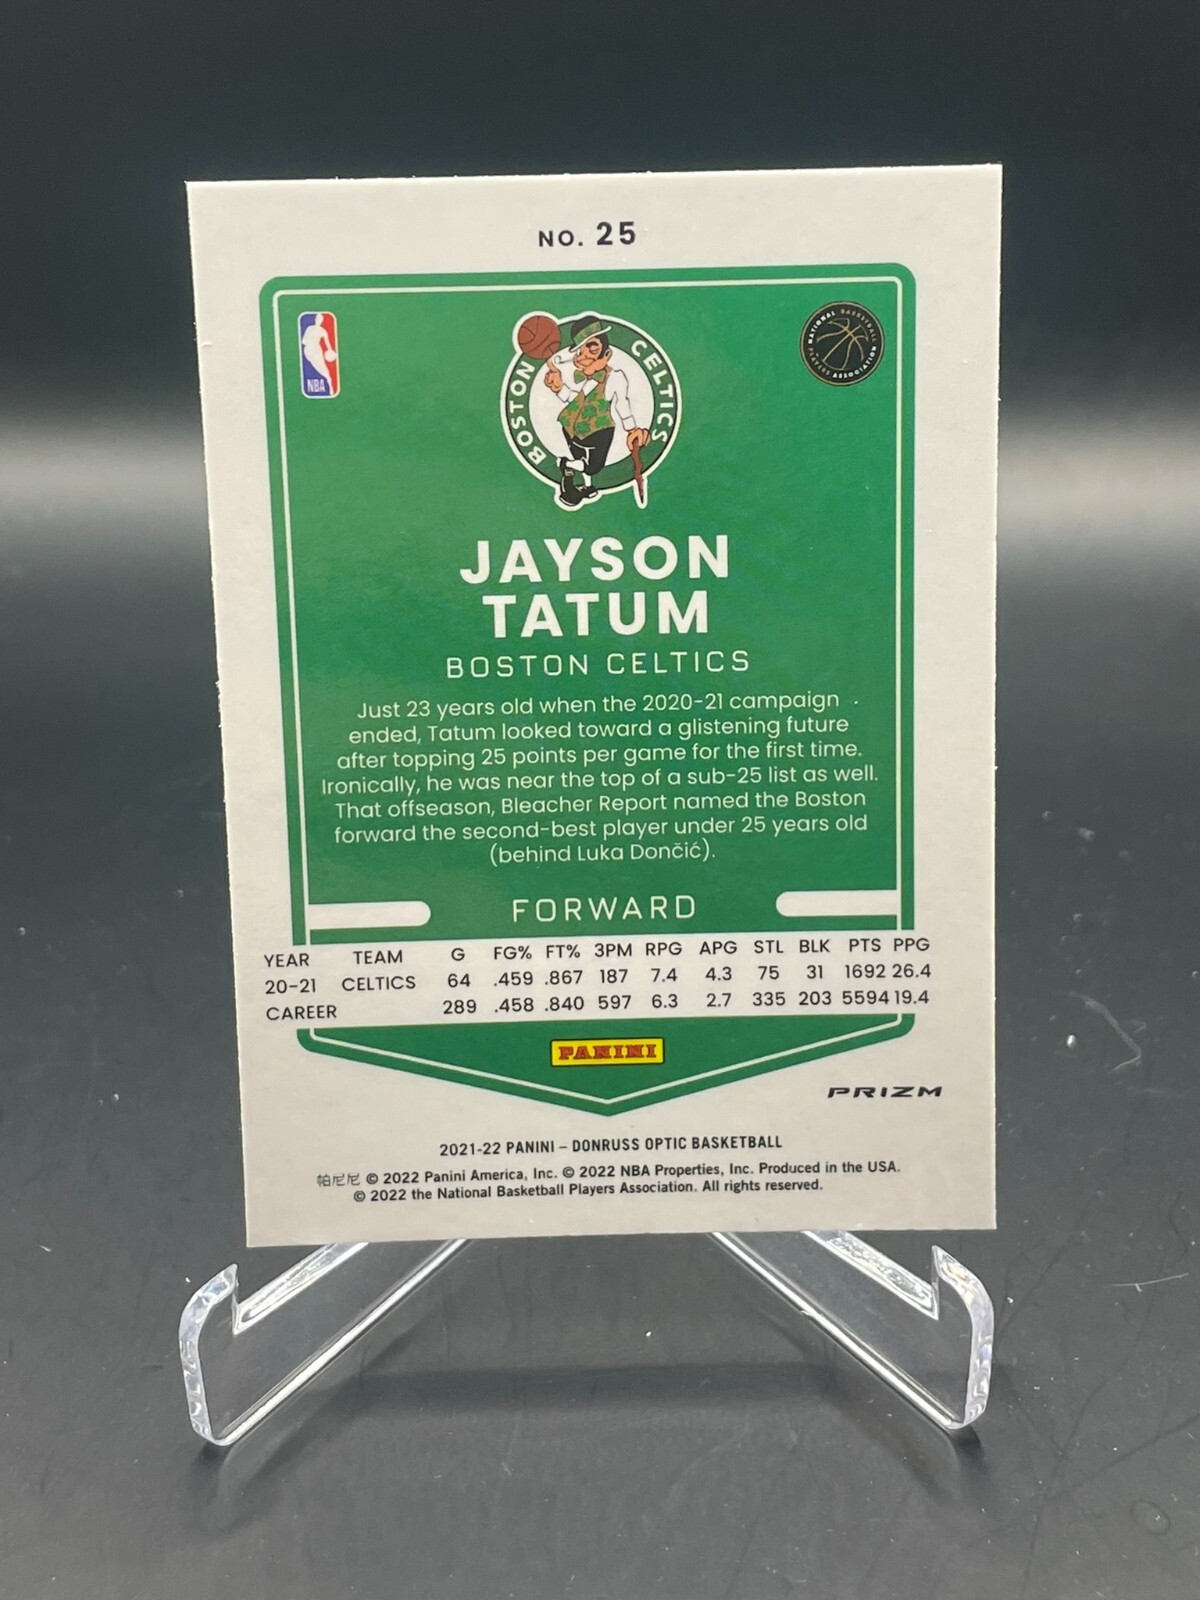 NO. 25
NBA
NATIONAL BASKETBALL PLAYERS ASSOCIATION
BOSTON CELTICS
JAYSON
TATUM
BOSTON CELTICS
Just 23 years old when the 2020-21 campaign
ended, Tatum looked toward a glistening future
after topping 25 points per game for the first time.
Ironically, he was near the top of a sub-25 list as well.
That offseason, Bleacher Report named the Boston
forward the second-best player under 25 years old
(behind Luka Dončić).
FORWARD
YEAR TEAM G FG% FT% 3PM RPG APG STL BLK PTS PPG
20-21 CELTICS 64 .459 .867 187 7.4 4.3 75 31 1692 26.4
CAREER 289 .458 .840 597 6.3 2.7 335 203 5594 19.4
PANINI
PRIZM
2021-22 PANINI – DONRUSS OPTIC BASKETBALL
帕尼尼 © 2022 Panini America, Inc. © 2022 NBA Properties, Inc. Produced in the USA.
© 2022 the National Basketball Players Association. All rights reserved.